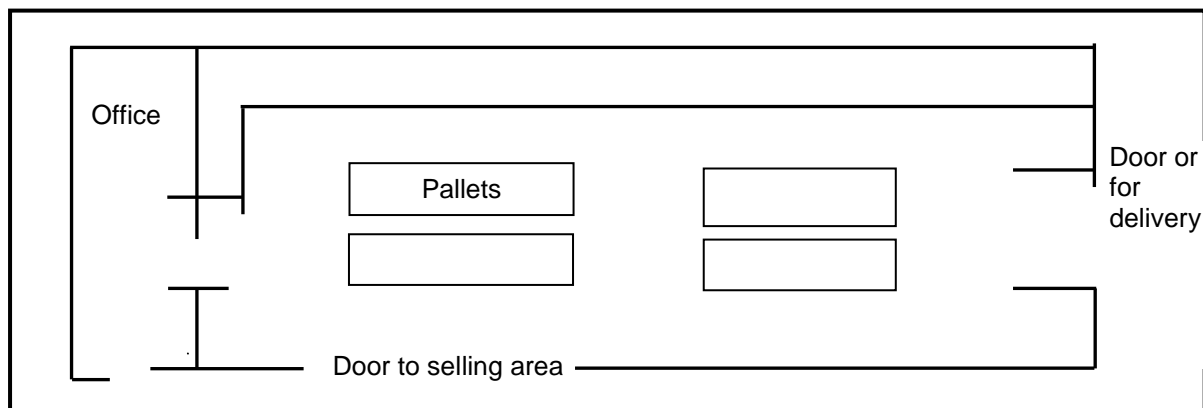 Office
Pallets
Door or
for
delivery
Door to selling area